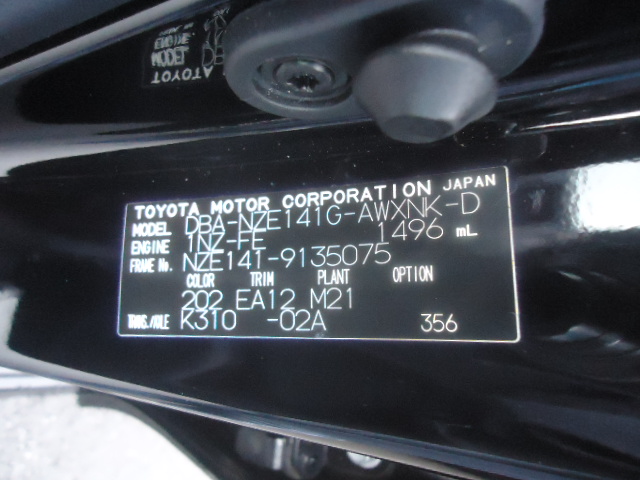 TOYOTA MOTOR CORPORATION JAPAN
MODEL DBA-NZE141G-AWXNK-D
ENGINE 1NZ-FE 1496 mL
FRAME No. NZE141-9135075
COLOR TRIM PLANT OPTION
202 EA12 M21
TRANS./AXLE K310 -02A 356